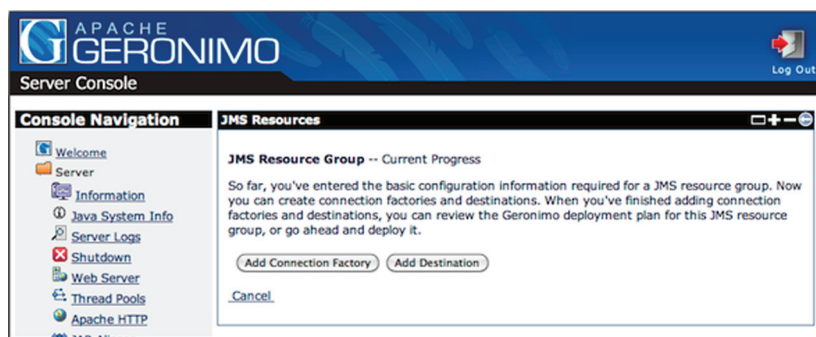 APACHE
GERONIMO
Log Out
Server Console
Console Navigation
Welcome
Server
Information
Java System Info
Server Logs
Shutdown
Web Server
Thread Pools
Apache HTTP
JMS Resources
JMS Resource Group -- Current Progress
So far, you've entered the basic configuration information required for a JMS resource group. Now
you can create connection factories and destinations. When you've finished adding connection
factories and destinations, you can review the Geronimo deployment plan for this JMS resource
group, or go ahead and deploy it.
Add Connection Factory Add Destination
Cancel